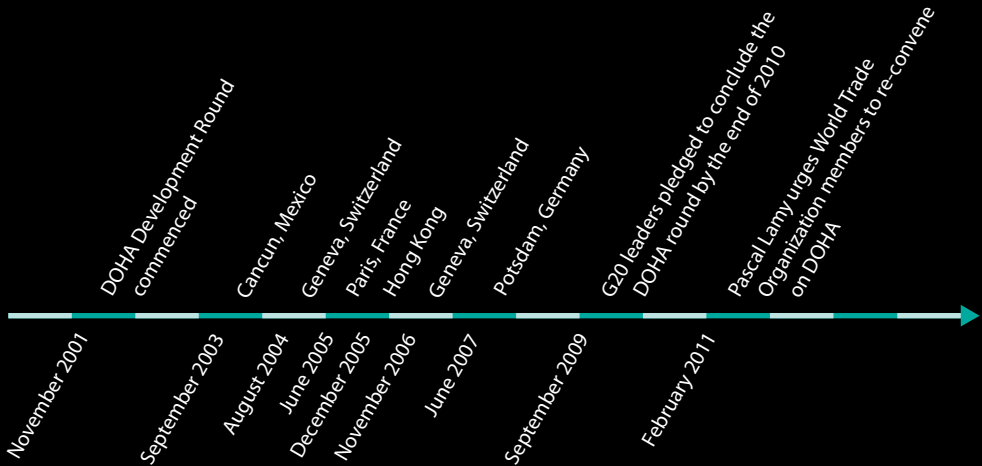 DOHA Development Round
commenced
Cancun, Mexico
Geneva, Switzerland
Paris, France
Hong Kong
Geneva, Switzerland
Potsdam, Germany
G20 leaders pledged to conclude the
DOHA round by the end of 2010
Pascal Lamy urges World Trade
Organization members to re-convene
on DOHA
November 2001
September 2003
August 2004
June 2005
December 2005
November 2006
June 2007
September 2009
February 2011